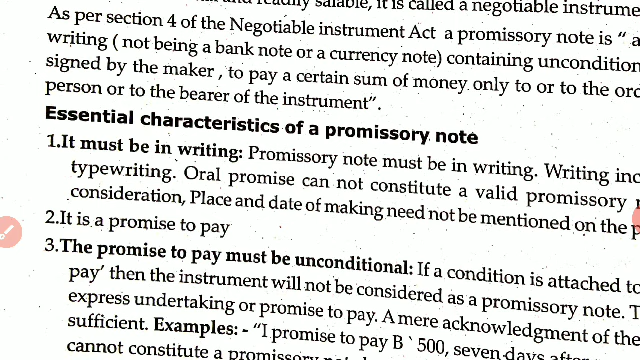 and readily salable, it is called a negotiable
As per section 4 of the Negotiable instrument Act a promissory note is “ a
writing ( not being a bank note or a currency note) containing
signed by the maker , to pay a certain sum of money only to or to the
person or to the bearer of the instrument”.
Essential characteristics of a promissory note
1.It must be in writing: Promissory note must be in writing. Writing
typewriting. Oral promise can not constitute a valid promissory
consideration, Place and date of making need not be mentioned on the
2.It is a promise to pay
3.The promise to pay must be unconditional: If a condition is attached to
pay’ then the instrument will not be considered as a promissory note.
express undertaking or promise to pay. A mere acknowledgment of the
sufficient. Examples: - “I promise pay B ` 500, seven days
cannot constitute a